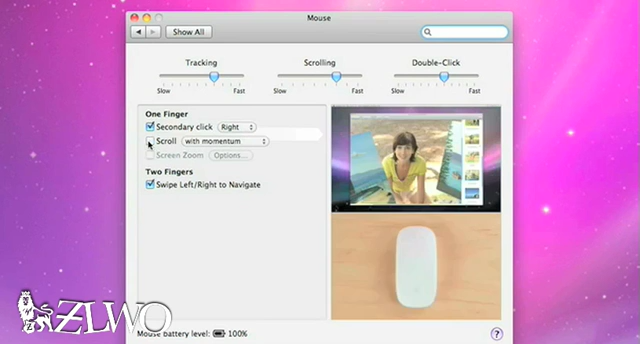 Mouse
Show All
Tracking Scrolling Double-Click
Slow Fast Slow Fast Slow Fast
One Finger
Secondary click Right
Scroll with momentum
Screen Zoom Options...
Two Fingers
Swipe Left/Right to Navigate
ZLWO
Mouse battery level: 100%
?